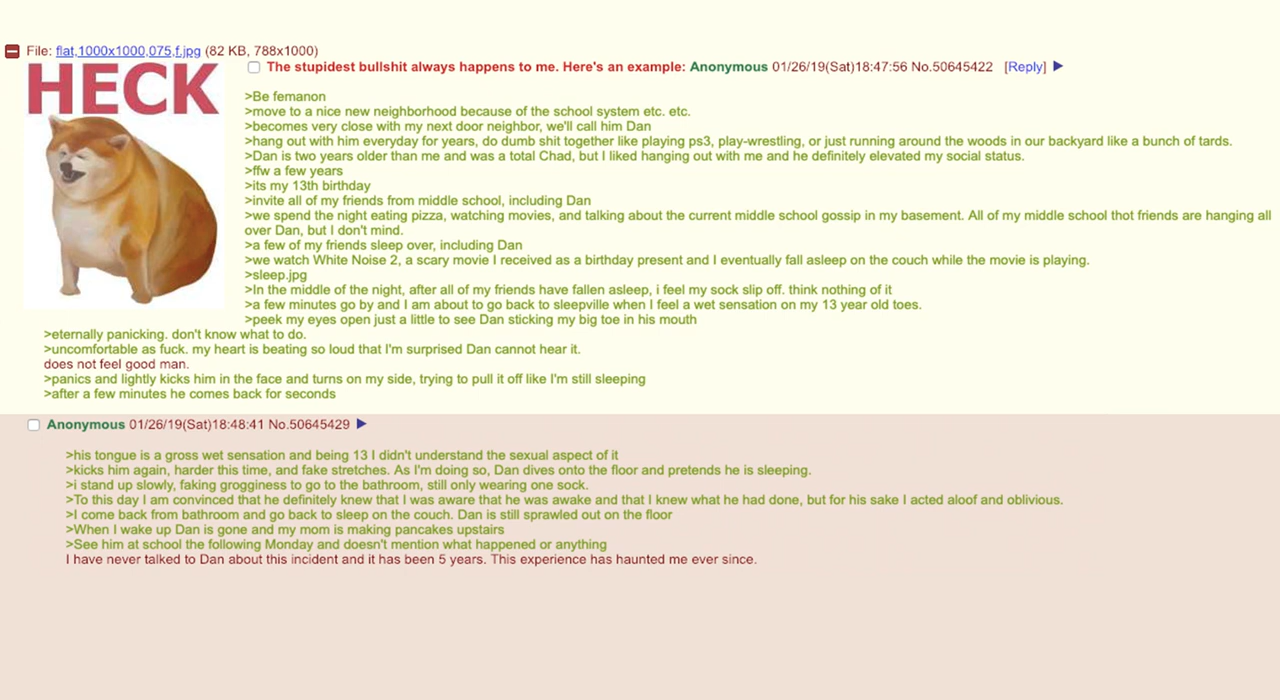 File: flat,1000x1000,075,f.jpg (82 KB, 788x1000)
HECK
The stupidest bullshit always happens to me. Here's an example: Anonymous 01/26/19(Sat)18:47:56 No.50645422 [Reply] ▶
>Be femanon
>move to a nice new neighborhood because of the school system etc. etc.
>becomes very close with my next door neighbor, we'll call him Dan
>hang out with him everyday for years, do dumb shit together like playing ps3, play-wrestling, or just running around the woods in our backyard like a bunch of tards.
>Dan is two years older than me and was a total Chad, but I liked hanging out with me and he definitely elevated my social status.
>ffw a few years
>its my 13th birthday
>invite all of my friends from middle school, including Dan
>we spend the night eating pizza, watching movies, and talking about the current middle school gossip in my basement. All of my middle school thot friends are hanging all
over Dan, but I don't mind.
>a few of my friends sleep over, including Dan
>we watch White Noise 2, a scary movie I received as a birthday present and I eventually fall asleep on the couch while the movie is playing.
>sleep.jpg
>In the middle of the night, after all of my friends have fallen asleep, i feel my sock slip off. think nothing of it
>a few minutes go by and I am about to go back to sleepville when I feel a wet sensation on my 13 year old toes.
>peek my eyes open just a little to see Dan sticking my big toe in his mouth
>eternally panicking. don't know what to do.
>uncomfortable as fuck. my heart is beating so loud that I'm surprised Dan cannot hear it.
does not feel good man.
>panics and lightly kicks him in the face and turns on my side, trying to pull it off like I'm still sleeping
>after a few minutes he comes back for seconds
Anonymous 01/26/19(Sat)18:48:41 No.50645429 ▶
>his tongue is a gross wet sensation and being 13 I didn't understand the sexual aspect of it
>kicks him again, harder this time, and fake stretches. As I'm doing so, Dan dives onto the floor and pretends he is sleeping.
>i stand up slowly, faking grogginess to go to the bathroom, still only wearing one sock.
>To this day I am convinced that he definitely knew that I was aware that he was awake and that I knew what he had done, but for his sake I acted aloof and oblivious.
>I come back from bathroom and go back to sleep on the couch. Dan is still sprawled out on the floor
>When I wake up Dan is gone and my mom is making pancakes upstairs
>See him at school the following Monday and doesn't mention what happened or anything
I have never talked to Dan about this incident and it has been 5 years. This experience has haunted me ever since.